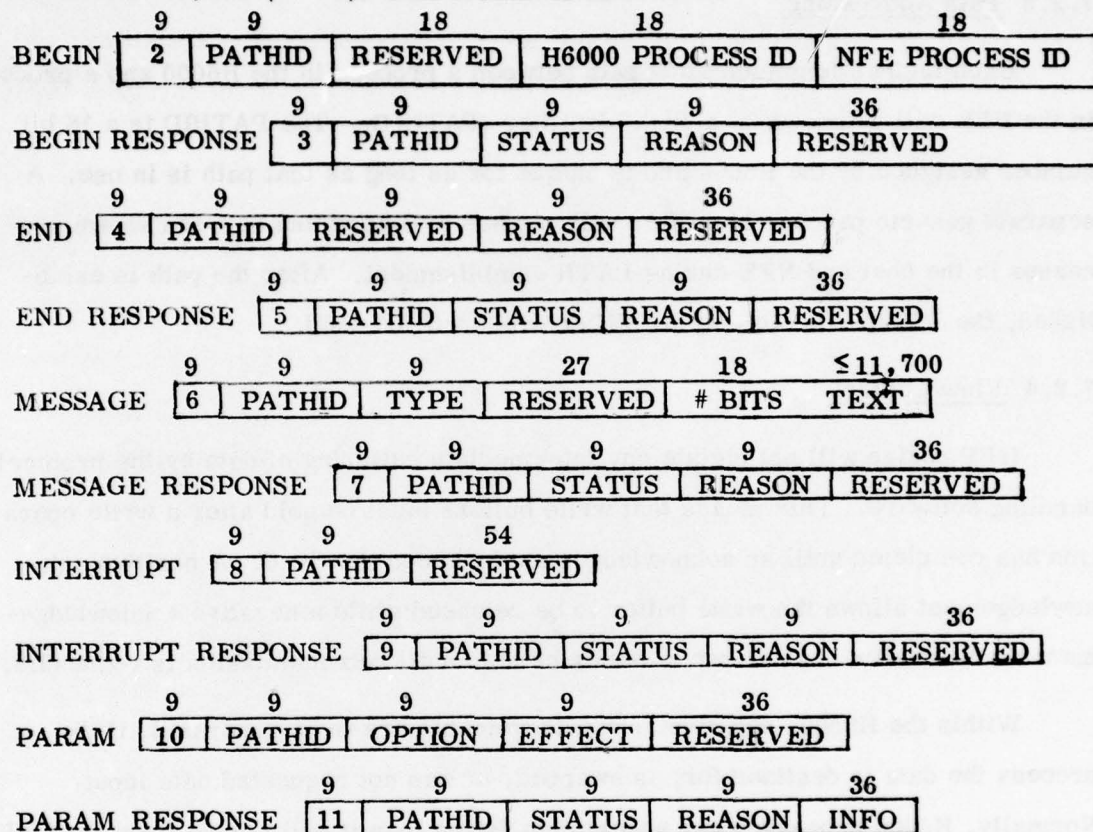 9 9 18 18 18
BEGIN 2 PATHID RESERVED H6000 PROCESS ID NFE PROCESS ID
9 9 9 9 36
BEGIN RESPONSE 3 PATHID STATUS REASON RESERVED
9 9 9 9 36
END 4 PATHID RESERVED REASON RESERVED
9 9 9 9 36
END RESPONSE 5 PATHID STATUS REASON RESERVED
9 9 9 27 18 ≤11,700
MESSAGE 6 PATHID TYPE RESERVED # BITS TEXT
9 9 9 9 36
MESSAGE RESPONSE 7 PATHID STATUS REASON RESERVED
9 9 54
INTERRUPT 8 PATHID RESERVED
9 9 9 9 36
INTERRUPT RESPONSE 9 PATHID STATUS REASON RESERVED
9 9 9 9 36
PARAM 10 PATHID OPTION EFFECT RESERVED
9 9 9 9 36
PARAM RESPONSE 11 PATHID STATUS REASON INFO